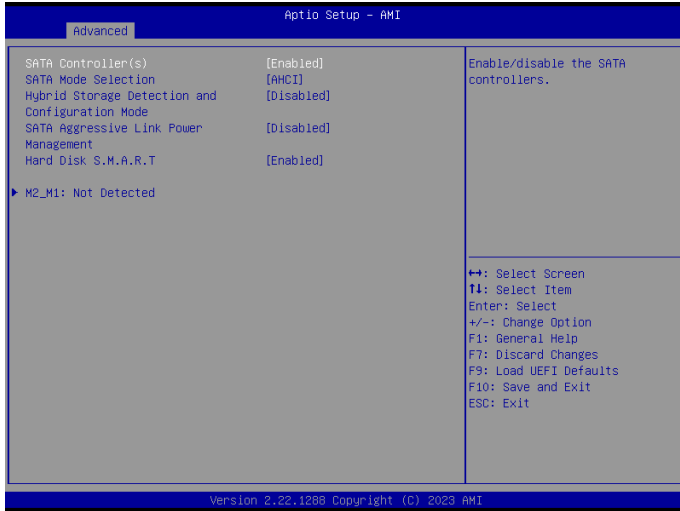 Aptio Setup - AMI
Advanced
SATA Controller(s) [Enabled]
SATA Mode Selection [AHCI]
Hybrid Storage Detection and [Disabled]
Configuration Mode
SATA Aggressive Link Power [Disabled]
Management
Hard Disk S.M.A.R.T [Enabled]
M2_M1: Not Detected
Enable/disable the SATA
controllers.
↔: Select Screen
↑↓: Select Item
Enter: Select
+/-: Change Option
F1: General Help
F7: Discard Changes
F9: Load UEFI Defaults
F10: Save and Exit
ESC: Exit
Version 2.22.1288 Copyright (C) 2023 AMI